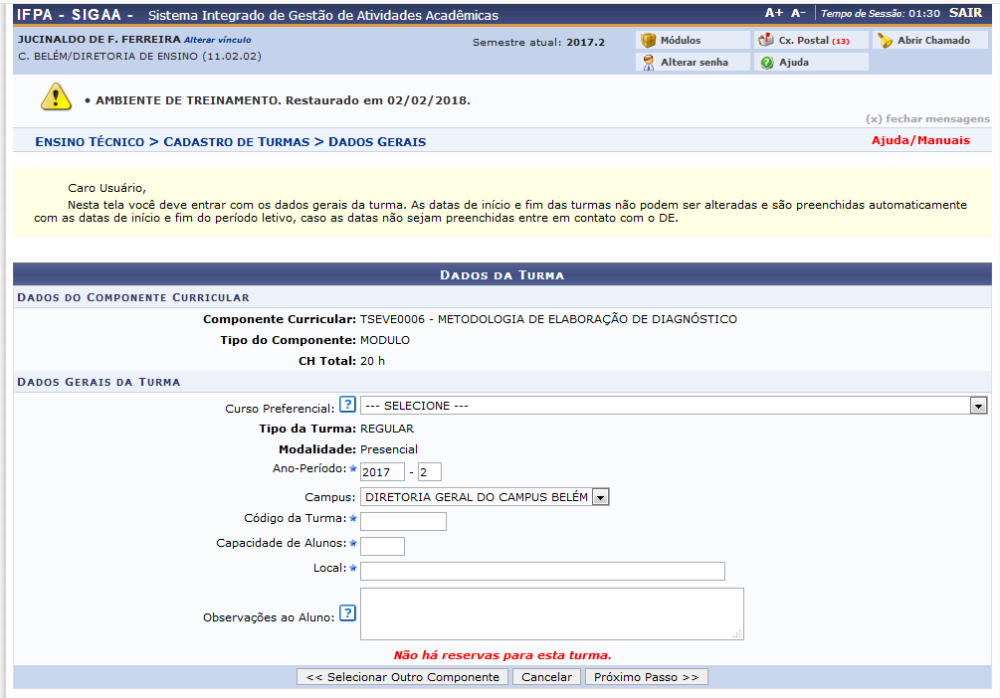 IFPA - SIGAA - Sistema Integrado de Gestão de Atividades Acadêmicas A+ A- Tempo de Sessão: 01:30 SAIR
JUCINALDO DE F. FERREIRA Alterar vínculo
C. BELÉM/DIRETORIA DE ENSINO (11.02.02)
Semestre atual: 2017.2
Módulos Cx. Postal (13) Abrir Chamado
Alterar senha Ajuda
• AMBIENTE DE TREINAMENTO. Restaurado em 02/02/2018.
(x) fechar mensagens
ENSINO TÉCNICO > CADASTRO DE TURMAS > DADOS GERAIS Ajuda/Manuais
Caro Usuário,
Nesta tela você deve entrar com os dados gerais da turma. As datas de início e fim das turmas não podem ser alteradas e são preenchidas automaticamente
com as datas de início e fim do período letivo, caso as datas não sejam preenchidas entre em contato com o DE.
DADOS DA TURMA
DADOS DO COMPONENTE CURRICULAR
Componente Curricular: TSEVE0006 - METODOLOGIA DE ELABORAÇÃO DE DIAGNÓSTICO
Tipo do Componente: MODULO
CH Total: 20 h
DADOS GERAIS DA TURMA
Curso Preferencial: ? --- SELECIONE ---
Tipo da Turma: REGULAR
Modalidade: Presencial
Ano-Período: 2017 - 2
Campus: DIRETORIA GERAL DO CAMPUS BELÉM
Código da Turma:
Capacidade de Alunos:
Local:
Observações ao Aluno: ?
Não há reservas para esta turma.
<< Selecionar Outro Componente Cancelar Próximo Passo >>